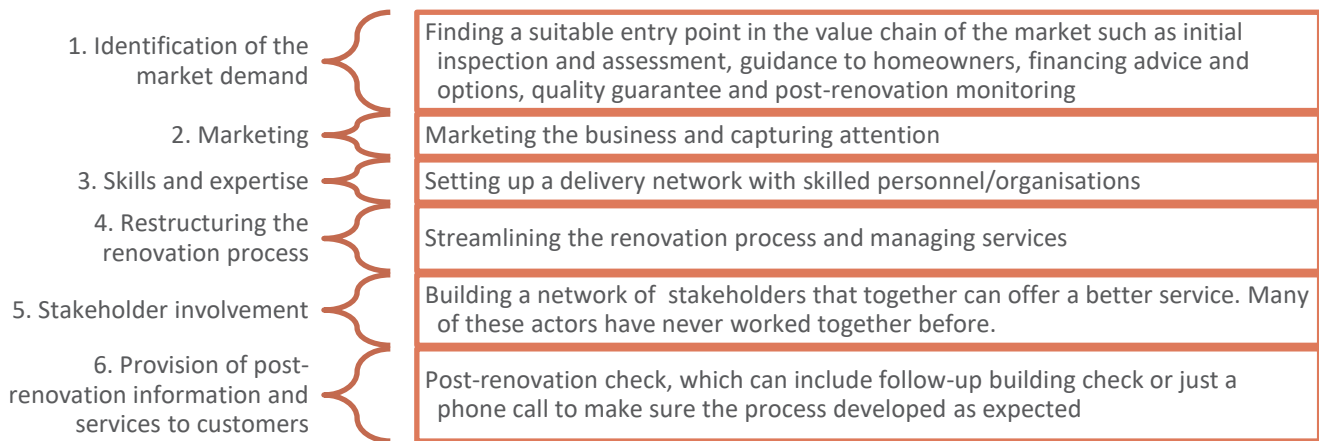 1. Identification of the
market demand
Finding a suitable entry point in the value chain of the market such as initial
inspection and assessment, guidance to homeowners, financing advice and
options, quality guarantee and post-renovation monitoring
2. Marketing
Marketing the business and capturing attention
3. Skills and expertise
Setting up a delivery network with skilled personnel/organisations
4. Restructuring the
renovation process
Streamlining the renovation process and managing services
5. Stakeholder involvement
Building a network of stakeholders that together can offer a better service. Many
of these actors have never worked together before.
6. Provision of post-
renovation information and
services to customers
Post-renovation check, which can include follow-up building check or just a
phone call to make sure the process developed as expected